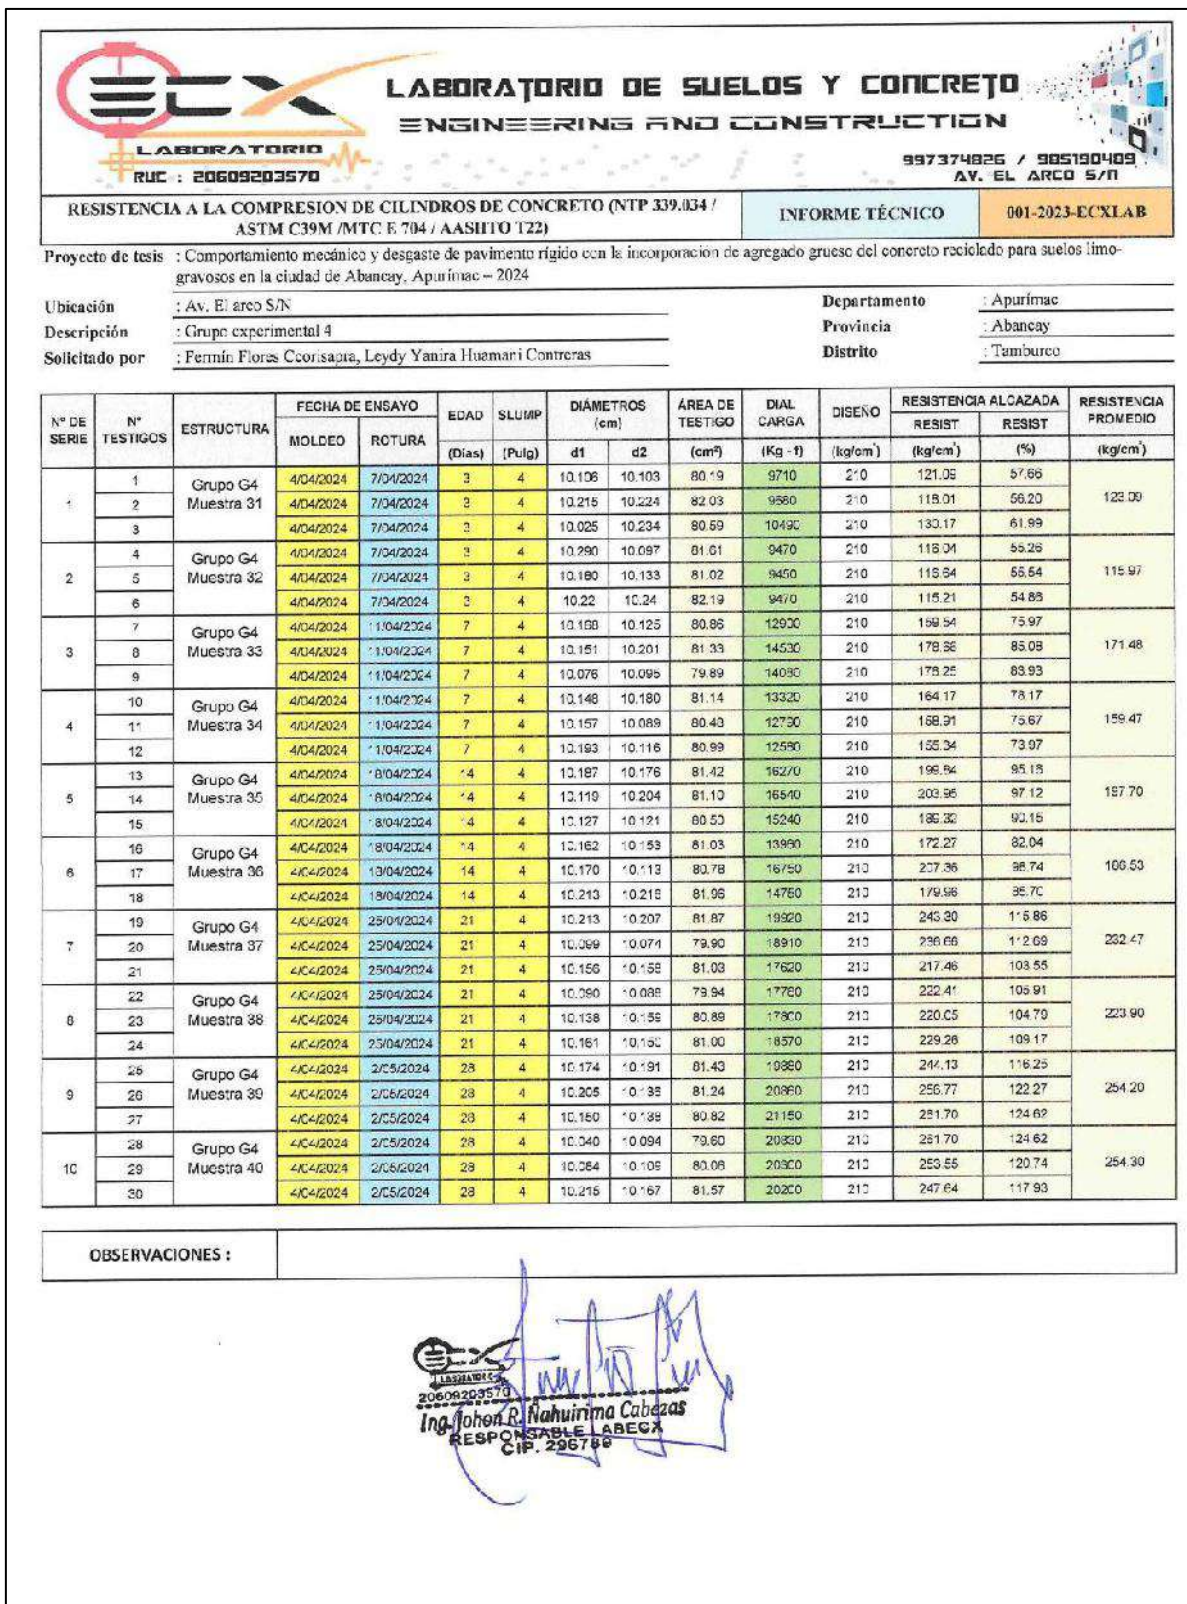 ECX
LABORATORIO
RUC : 20609203570
LABORATORIO DE SUELOS Y CONCRETO
ENGINEERING AND CONSTRUCTION
997374826 / 985190409
AV. EL ARCO S/N
RESISTENCIA A LA COMPRESION DE CILINDROS DE CONCRETO (NTP 339.034 /
ASTM C39M /MTC E 704 / AASHTO T22)
INFORME TÉCNICO
001-2023-ECXLAB
Proyecto de tesis : Comportamiento mecánico y desgaste de pavimento rígido con la incorporación de agregado grueso del concreto reciclado para suelos limo-
gravosos en la ciudad de Abancay, Apurímac – 2024
Ubicación : Av. El arco S/N Departamento : Apurímac
Descripción : Grupo experimental 4 Provincia : Abancay
Solicitado por : Fermín Flores Ccorisapra, Leydy Yanira Huamani Contreras Distrito : Tamburco
N° DE SERIE N° TESTIGOS ESTRUCTURA FECHA DE ENSAYO EDAD SLUMP DIÁMETROS (cm) ÁREA DE TESTIGO DIAL CARGA DISEÑO RESISTENCIA ALCAZADA RESISTENCIA PROMEDIO
MOLDEO ROTURA RESIST RESIST
(Días) (Pulg) d1 d2 (cm²) (Kg - f) (kg/cm²) (kg/cm²) (%) (kg/cm²)
1 Grupo G4 Muestra 31 123.09
1 4/04/2024 7/04/2024 3 4 10.106 10.103 80.19 9710 210 121.09 57.66
2 4/04/2024 7/04/2024 3 4 10.215 10.224 82.03 9680 210 118.01 56.20
3 4/04/2024 7/04/2024 3 4 10.025 10.234 80.59 10490 210 130.17 61.99
2 Grupo G4 Muestra 32 115.97
4 4/04/2024 7/04/2024 3 4 10.290 10.097 81.61 9470 210 116.04 55.26
5 4/04/2024 7/04/2024 3 4 10.180 10.133 81.02 9450 210 116.64 55.54
6 4/04/2024 7/04/2024 3 4 10.22 10.24 82.19 9470 210 115.21 54.86
3 Grupo G4 Muestra 33 171.48
7 4/04/2024 11/04/2024 7 4 10.168 10.125 80.86 12900 210 159.54 75.97
8 4/04/2024 11/04/2024 7 4 10.151 10.201 81.33 14530 210 178.66 85.08
9 4/04/2024 11/04/2024 7 4 10.076 10.095 79.89 14080 210 176.25 83.93
4 Grupo G4 Muestra 34 159.47
10 4/04/2024 11/04/2024 7 4 10.148 10.180 81.14 13320 210 164.17 78.17
11 4/04/2024 11/04/2024 7 4 10.157 10.089 80.48 12790 210 158.91 75.67
12 4/04/2024 11/04/2024 7 4 10.193 10.116 80.99 12580 210 155.34 73.97
5 Grupo G4 Muestra 35 197.70
13 4/04/2024 18/04/2024 14 4 10.187 10.176 81.42 16270 210 199.84 95.16
14 4/04/2024 18/04/2024 14 4 10.119 10.204 81.10 16540 210 203.95 97.12
15 4/04/2024 18/04/2024 14 4 10.127 10.121 80.50 15240 210 189.32 90.15
6 Grupo G4 Muestra 36 186.53
16 4/04/2024 18/04/2024 14 4 10.162 10.153 81.03 13960 210 172.27 82.04
17 4/04/2024 18/04/2024 14 4 10.170 10.113 80.78 16750 210 207.36 98.74
18 4/04/2024 18/04/2024 14 4 10.213 10.216 81.96 14750 210 179.96 85.70
7 Grupo G4 Muestra 37 232.47
19 4/04/2024 25/04/2024 21 4 10.213 10.207 81.87 19920 210 243.30 115.86
20 4/04/2024 25/04/2024 21 4 10.099 10.074 79.90 18910 210 236.66 112.69
21 4/04/2024 25/04/2024 21 4 10.156 10.158 81.03 17620 210 217.46 103.55
8 Grupo G4 Muestra 38 223.90
22 4/04/2024 25/04/2024 21 4 10.090 10.088 79.94 17780 210 222.41 105.91
23 4/04/2024 25/04/2024 21 4 10.138 10.159 80.89 17800 210 220.05 104.79
24 4/04/2024 25/04/2024 21 4 10.161 10.150 81.00 18570 210 229.26 109.17
9 Grupo G4 Muestra 39 254.20
25 4/04/2024 2/05/2024 28 4 10.174 10.191 81.43 19880 210 244.13 116.25
26 4/04/2024 2/05/2024 28 4 10.205 10.136 81.24 20860 210 256.77 122.27
27 4/04/2024 2/05/2024 28 4 10.150 10.139 80.82 21150 210 261.70 124.62
10 Grupo G4 Muestra 40 254.30
28 4/04/2024 2/05/2024 28 4 10.040 10.094 79.60 20830 210 261.70 124.62
29 4/04/2024 2/05/2024 28 4 10.084 10.109 80.06 20300 210 253.55 120.74
30 4/04/2024 2/05/2024 28 4 10.215 10.167 81.57 20200 210 247.64 117.93
OBSERVACIONES :
LABORATORIO
20609203570
Ing. Johon R. Ñahuirima Cabezas
RESPONSABLE LABECX
CIP. 296789